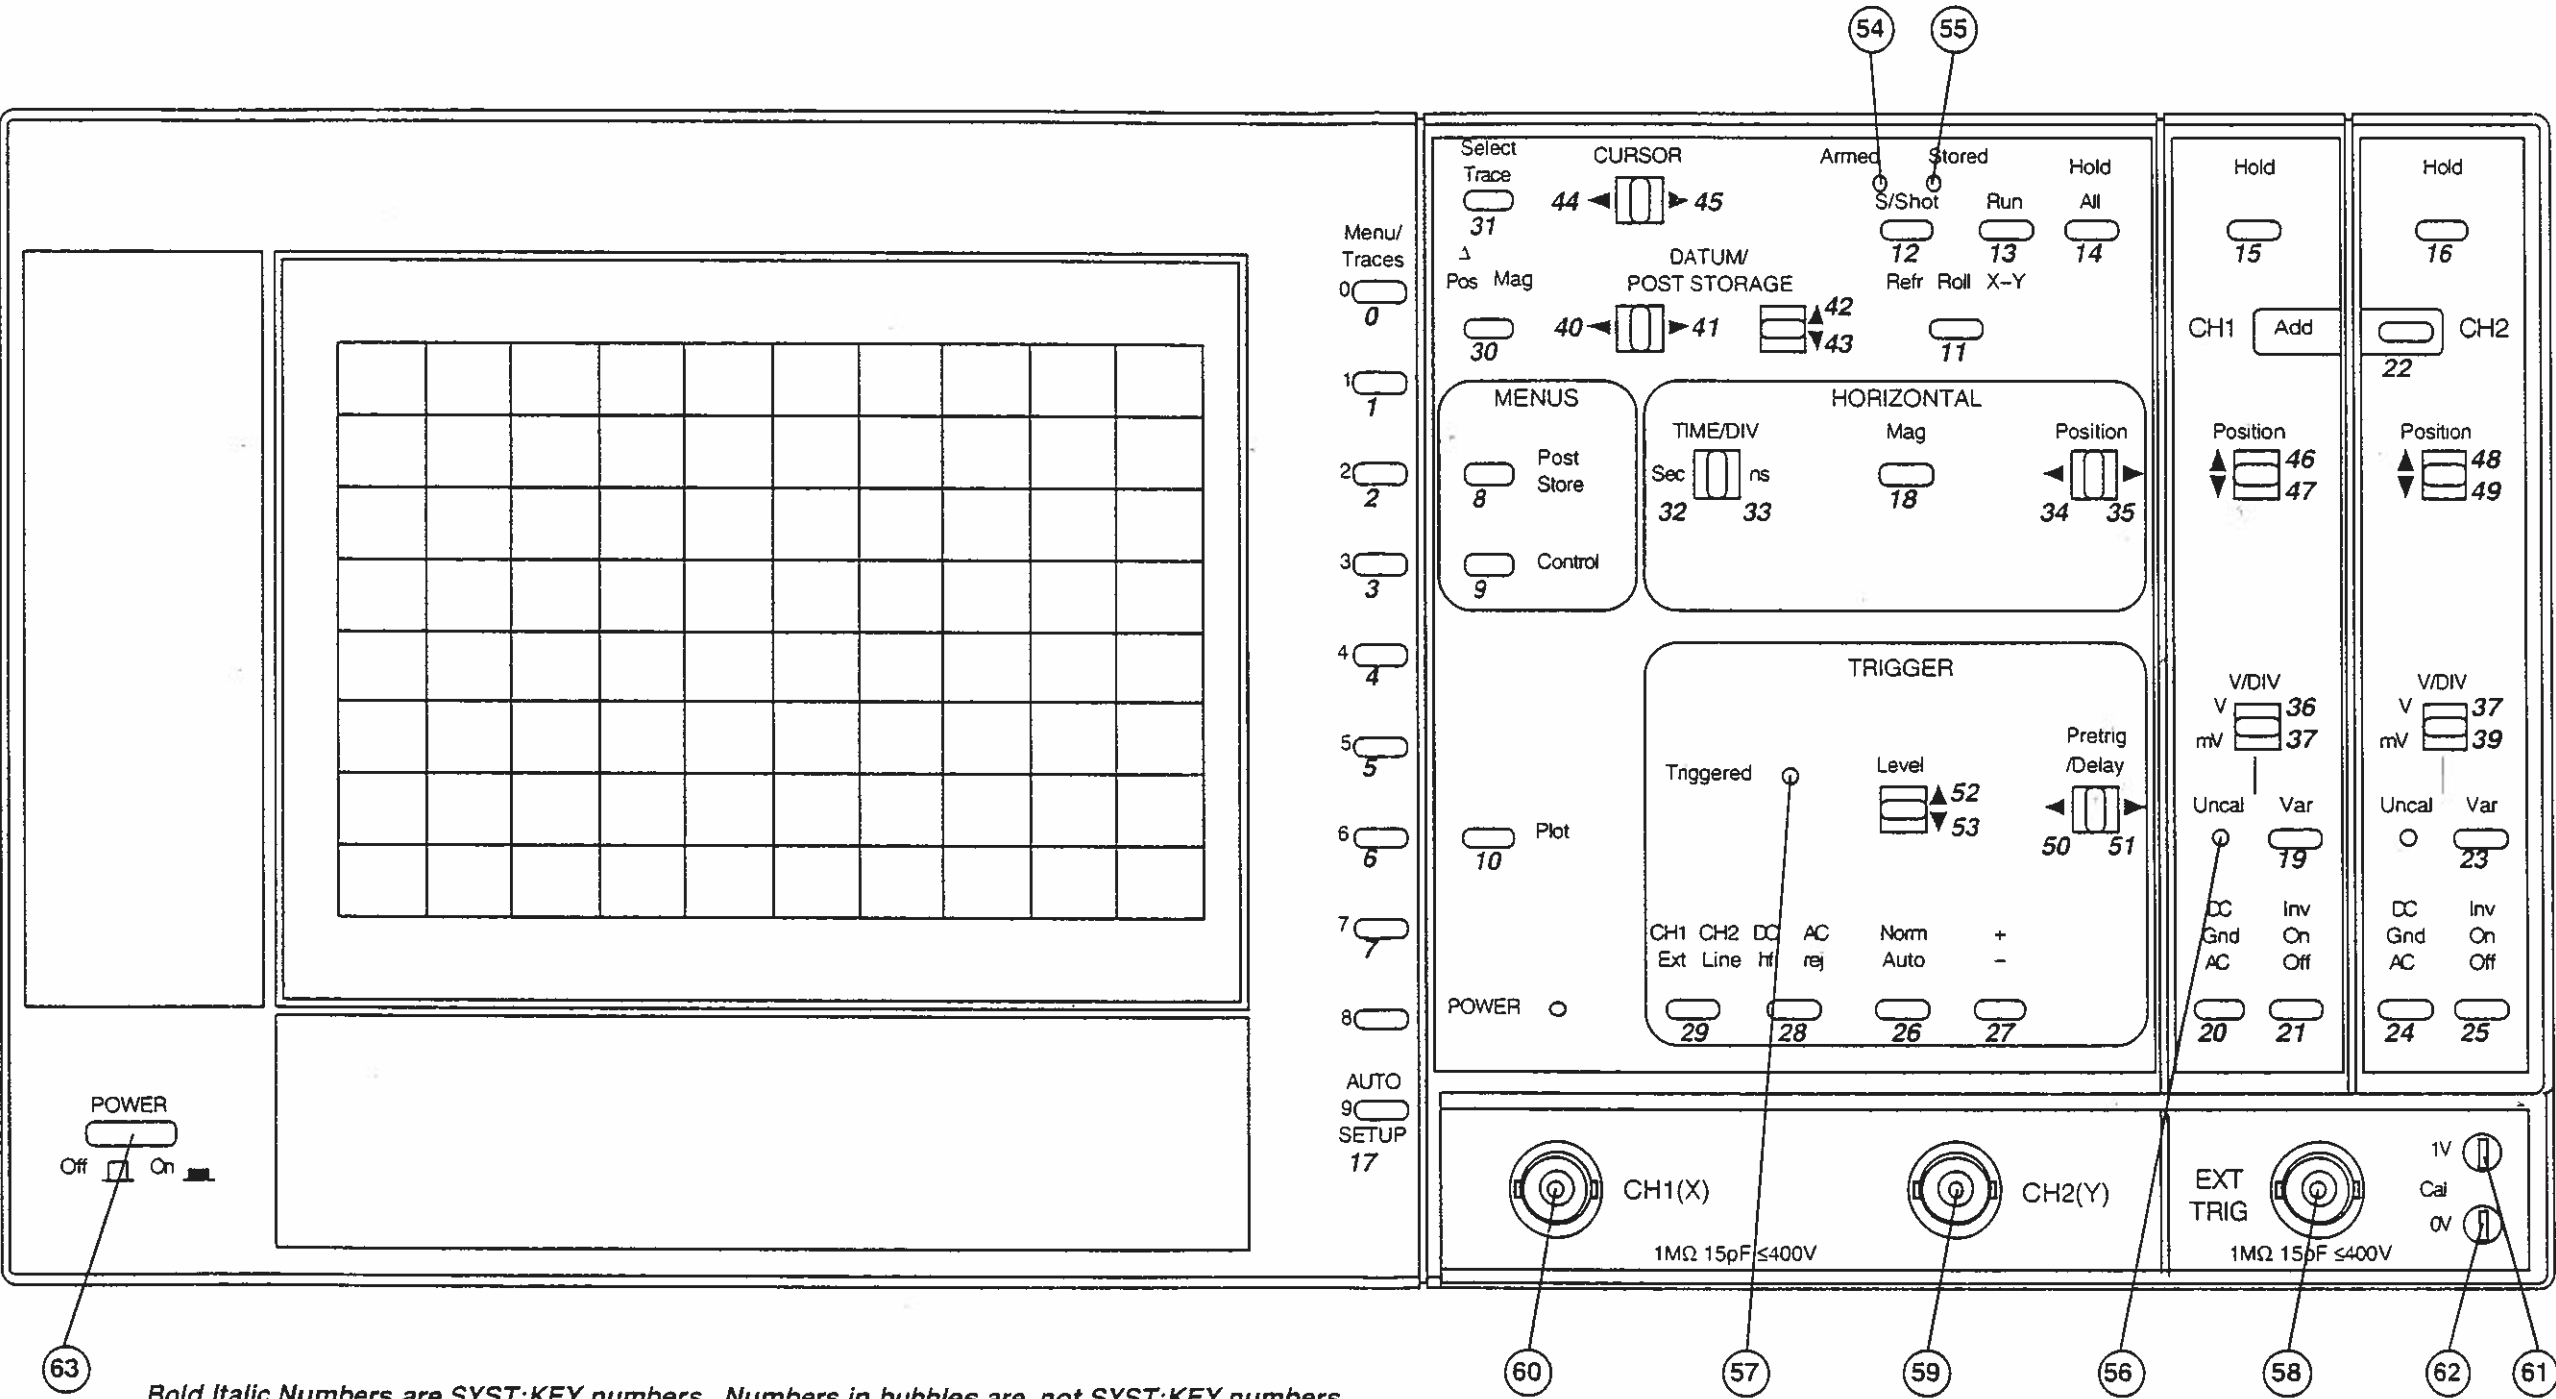 54 55
Select
Trace
31
CURSOR
44 45
Armed Stored
S/Shot
12
Run
13
Hold
All
14
Hold
15
Hold
16
Menu/
Traces
0
0
1
1
2
2
3
3
4
4
5
5
6
6
7
7
8
AUTO
9
SETUP
17
Δ
Pos Mag
30
DATUM/
POST STORAGE
40 41
42
43
Refr Roll X-Y
11
CH1 Add CH2
22
MENUS
Post
Store
8
Control
9
HORIZONTAL
TIME/DIV
Sec ns
32 33
Mag
18
Position
34 35
Position
46
47
Position
48
49
TRIGGER
Triggered
Level
52
53
Pretrig
/Delay
50 51
Plot
10
CH1 CH2 DC AC
Ext Line hf rej
Norm
Auto
+
-
29 28 26 27
POWER
V/DIV
V 36
mV 37
Uncal Var
19
DC Inv
Gnd On
AC Off
20 21
V/DIV
V 37
mV 39
Uncal Var
23
DC Inv
Gnd On
AC Off
24 25
POWER
Off On
CH1(X)
CH2(Y)
1MΩ 15pF ≤400V
EXT
TRIG
1MΩ 15pF ≤400V
1V
Cal
0V
63 60 57 59 56 58 62 61
Bold Italic Numbers are SYST:KEY numbers. Numbers in bubbles are not SYST:KEY numbers